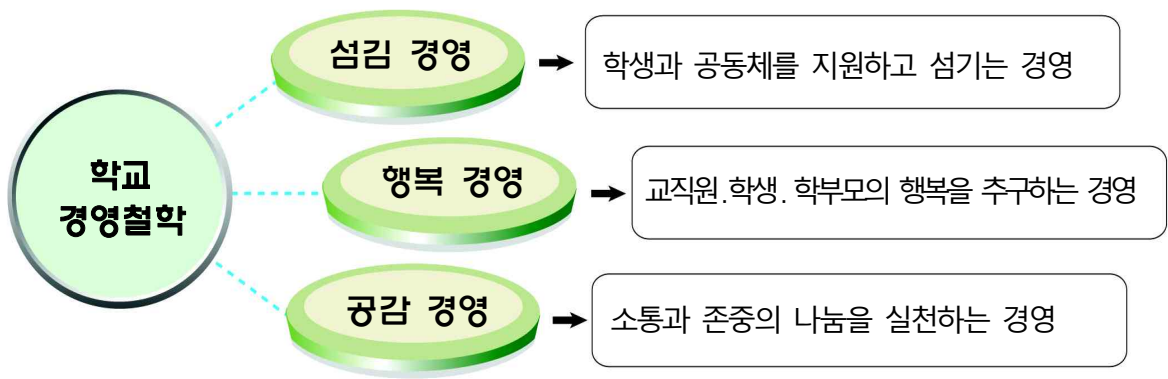 학교
경영철학
섬김 경영
학생과 공동체를 지원하고 섬기는 경영
행복 경영
교직원.학생. 학부모의 행복을 추구하는 경영
공감 경영
소통과 존중의 나눔을 실천하는 경영